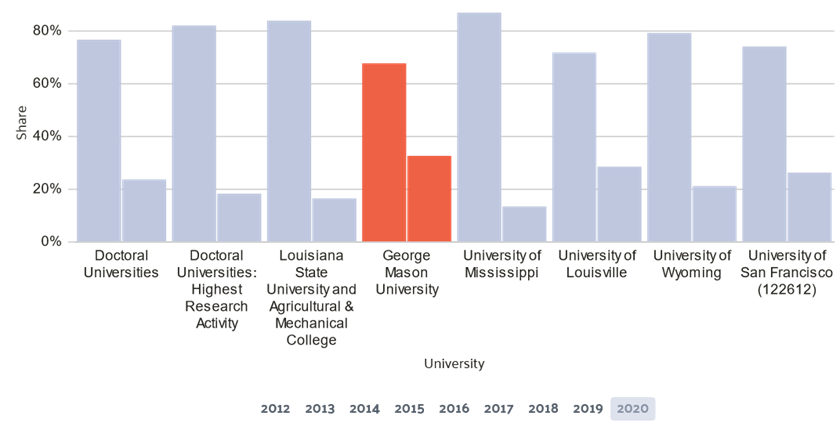 80%
60%
40%
20%
0%
Share
Doctoral
Universities
Doctoral
Universities:
Highest
Research
Activity
Louisiana
State
University and
Agricultural &
Mechanical
College
George
Mason
University
University of
Mississippi
University of
Louisville
University of
Wyoming
University of
San Francisco
(122612)
University
2012 2013 2014 2015 2016 2017 2018 2019 2020